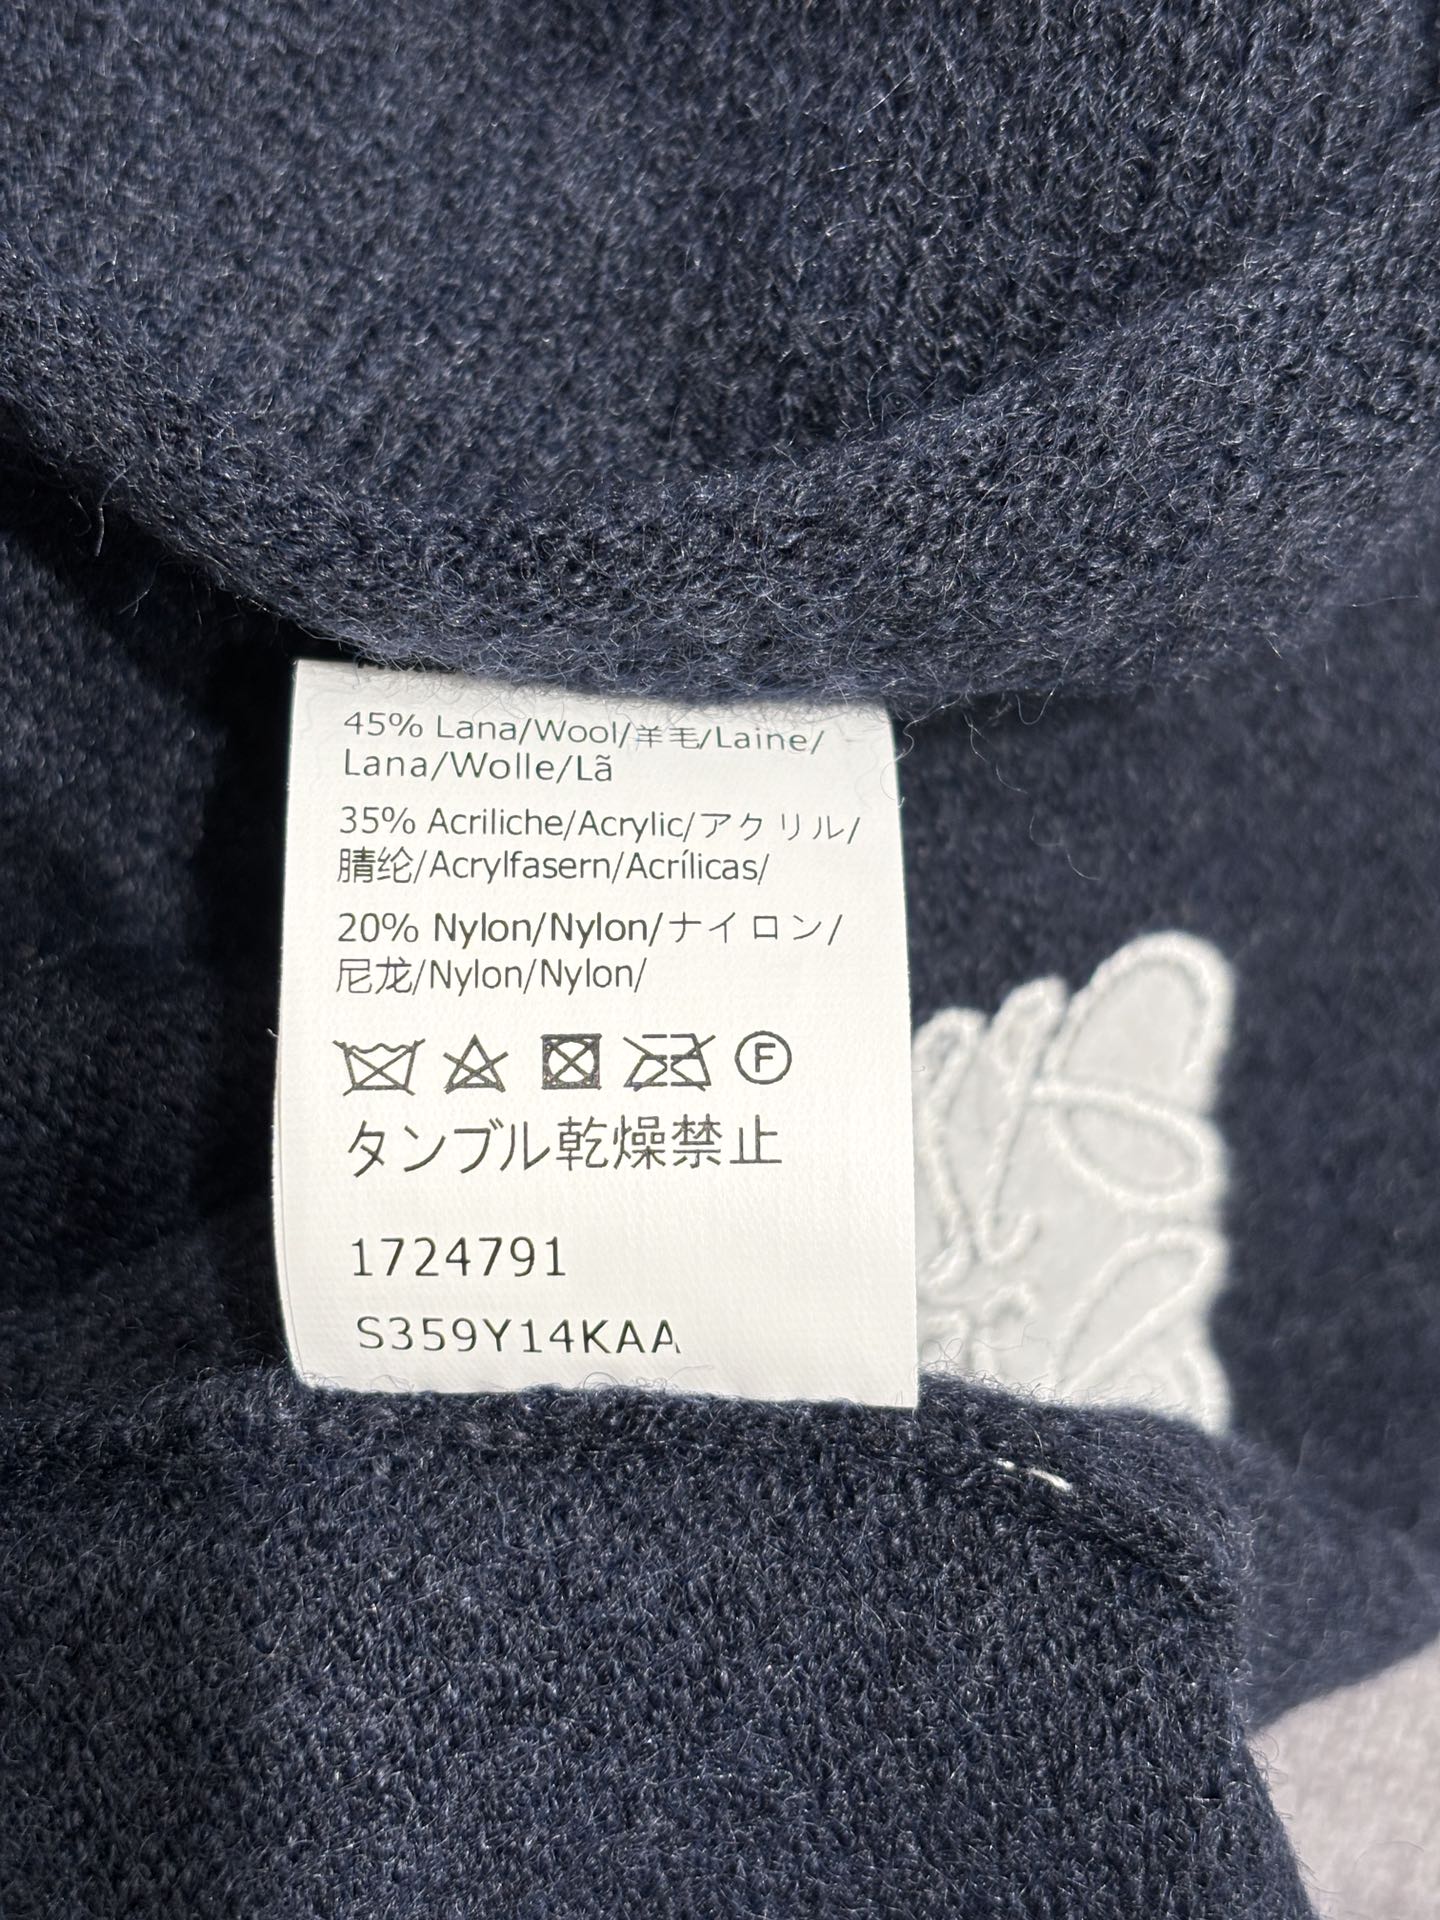 45% Lana/Wool/羊毛/Laine/
Lana/Wolle/Lã
35% Acriliche/Acrylic/アクリル/
腈纶/Acrylfasern/Acrílicas/
20% Nylon/Nylon/ナイロン/
尼龙/Nylon/Nylon/
F
タンブル乾燥禁止
1724791
S359Y14KAA